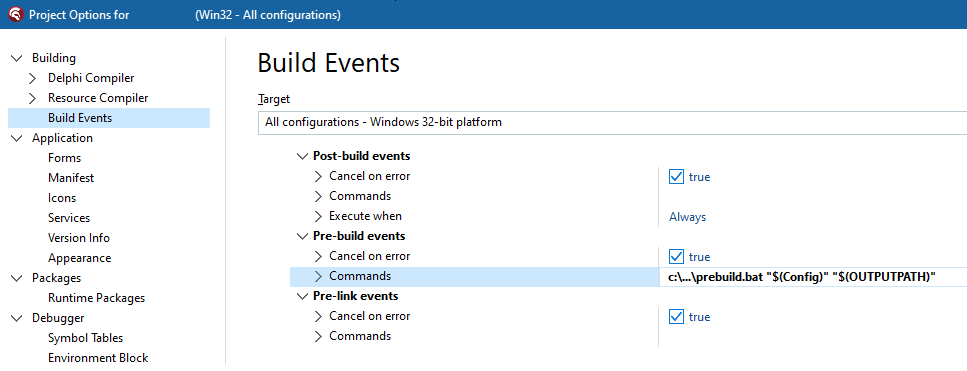 Project Options for (Win32 - All configurations)
Building
Delphi Compiler
Resource Compiler
Build Events
Application
Forms
Manifest
Icons
Services
Version Info
Appearance
Packages
Runtime Packages
Debugger
Symbol Tables
Environment Block
Build Events
Target
All configurations - Windows 32-bit platform
Post-build events
Cancel on error true
Commands
Execute when Always
Pre-build events
Cancel on error true
Commands c:\...\prebuild.bat "$(Config)" "$(OUTPUTPATH)"
Pre-link events
Cancel on error true
Commands